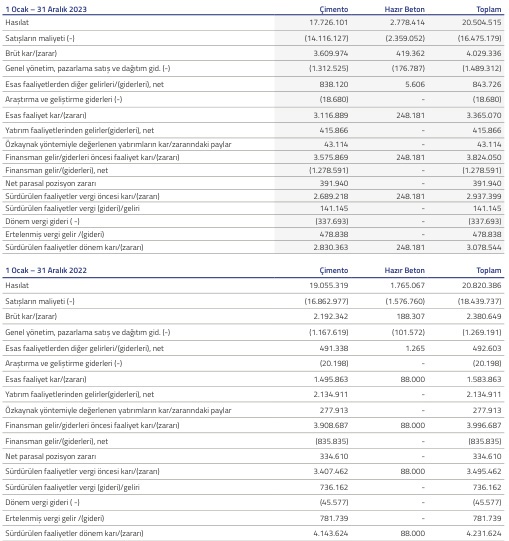 1 Ocak – 31 Aralık 2023 Çimento Hazır Beton Toplam
Hasılat 17.726.101 2.778.414 20.504.515
Satışların maliyeti (-) (14.116.127) (2.359.052) (16.475.179)
Brüt kar/(zarar) 3.609.974 419.362 4.029.336
Genel yönetim, pazarlama satış ve dağıtım gid. (-) (1.312.525) (176.787) (1.489.312)
Esas faaliyetlerden diğer gelirleri/(giderleri), net 838.120 5.606 843.726
Araştırma ve geliştirme giderleri (-) (18.680) - (18.680)
Esas faaliyet kar/(zararı) 3.116.889 248.181 3.365.070
Yatırım faaliyetlerinden gelirler(giderleri), net 415.866 - 415.866
Özkaynak yöntemiyle değerlenen yatırımların kar/zararındaki paylar 43.114 - 43.114
Finansman gelir/giderleri öncesi faaliyet karı/(zararı) 3.575.869 248.181 3.824.050
Finansman gelir/(giderleri), net (1.278.591) - (1.278.591)
Net parasal pozisyon zararı 391.940 - 391.940
Sürdürülen faaliyetler vergi öncesi karı/(zararı) 2.689.218 248.181 2.937.399
Sürdürülen faaliyetler vergi (gideri)/geliri 141.145 - 141.145
Dönem vergi gideri ( -) (337.693) - (337.693)
Ertelenmiş vergi gelir /(gideri) 478.838 - 478.838
Sürdürülen faaliyetler dönem karı/(zararı) 2.830.363 248.181 3.078.544
1 Ocak – 31 Aralık 2022 Çimento Hazır Beton Toplam
Hasılat 19.055.319 1.765.067 20.820.386
Satışların maliyeti (-) (16.862.977) (1.576.760) (18.439.737)
Brüt kar/(zarar) 2.192.342 188.307 2.380.649
Genel yönetim, pazarlama satış ve dağıtım gid. (-) (1.167.619) (101.572) (1.269.191)
Esas faaliyetlerden diğer gelirleri/(giderleri), net 491.338 1.265 492.603
Araştırma ve geliştirme giderleri (-) (20.198) - (20.198)
Esas faaliyet kar/(zararı) 1.495.863 88.000 1.583.863
Yatırım faaliyetlerinden gelirler(giderleri), net 2.134.911 - 2.134.911
Özkaynak yöntemiyle değerlenen yatırımların kar/zararındaki paylar 277.913 - 277.913
Finansman gelir/giderleri öncesi faaliyet karı/(zararı) 3.908.687 88.000 3.996.687
Finansman gelir/(giderleri), net (835.835) - (835.835)
Net parasal pozisyon zararı 334.610 - 334.610
Sürdürülen faaliyetler vergi öncesi karı/(zararı) 3.407.462 88.000 3.495.462
Sürdürülen faaliyetler vergi (gideri)/geliri 736.162 - 736.162
Dönem vergi gideri ( -) (45.577) - (45.577)
Ertelenmiş vergi gelir /(gideri) 781.739 - 781.739
Sürdürülen faaliyetler dönem karı/(zararı) 4.143.624 88.000 4.231.624